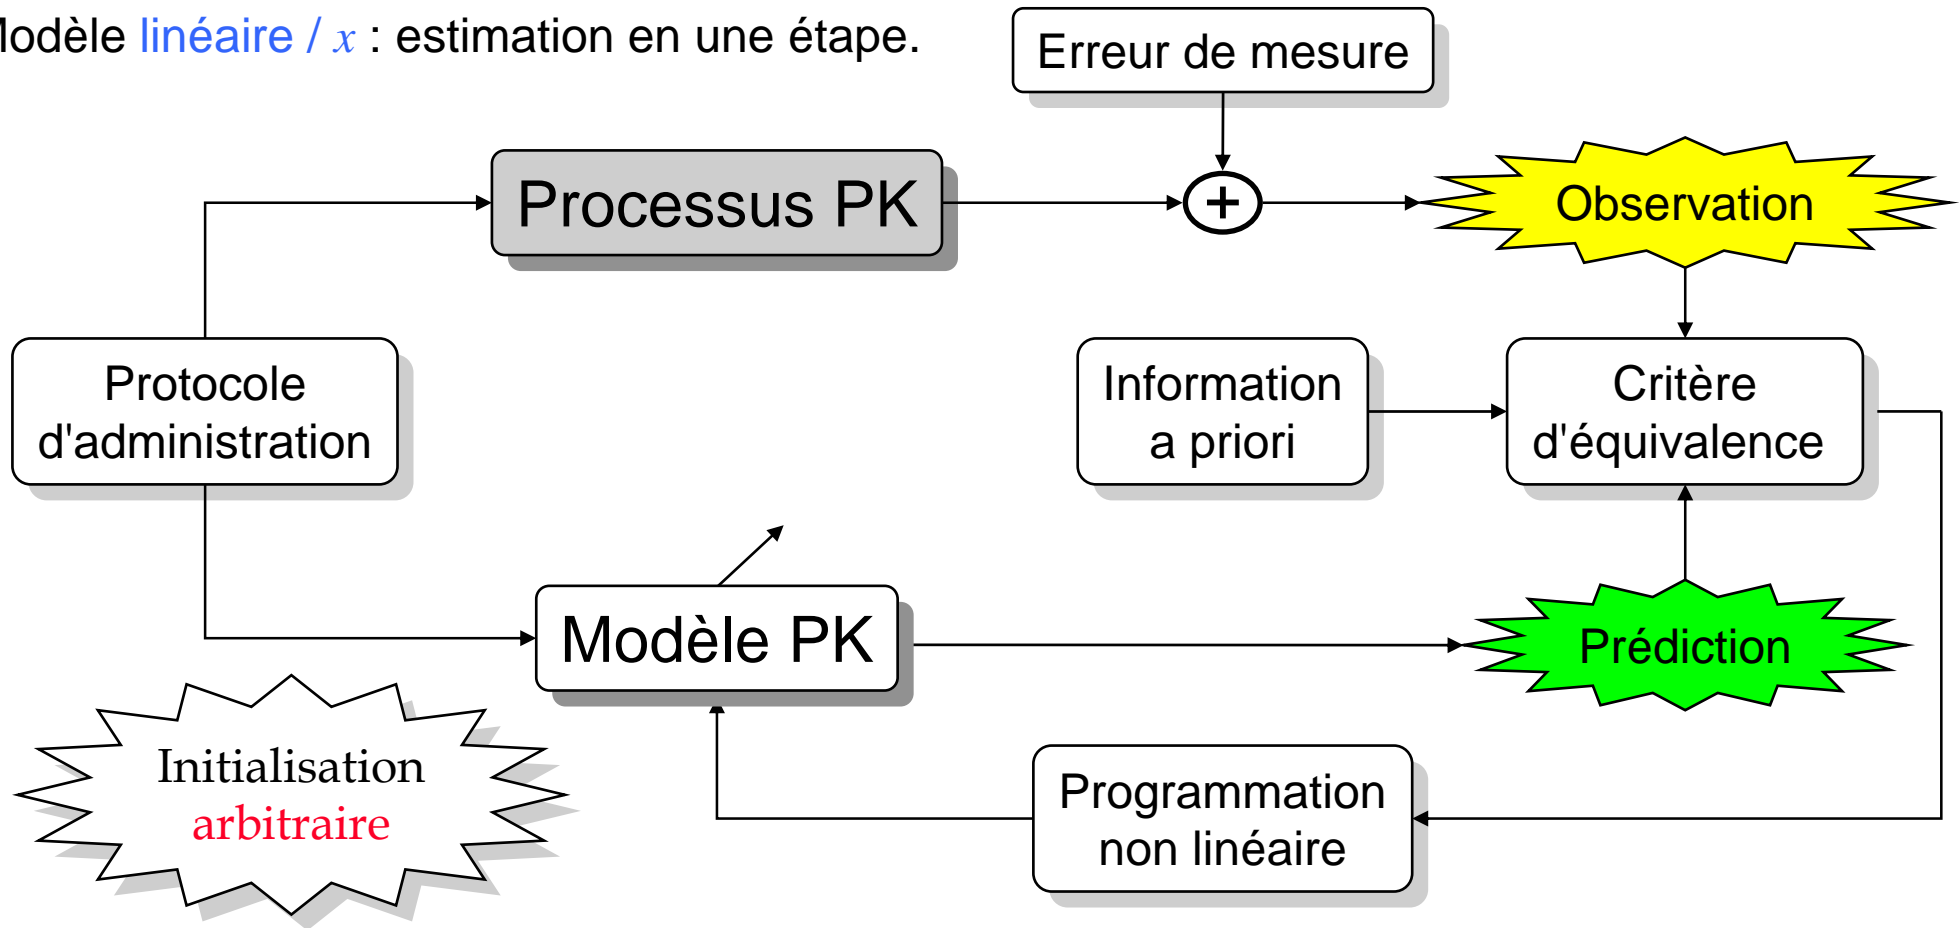 odèle linéaire / x : estimation en une étape.
Erreur de mesure
Processus PK
+
Observation
Protocole
d'administration
Information
a priori
Critère
d'équivalence
Modèle PK
Prédiction
Initialisation
arbitraire
Programmation
non linéaire